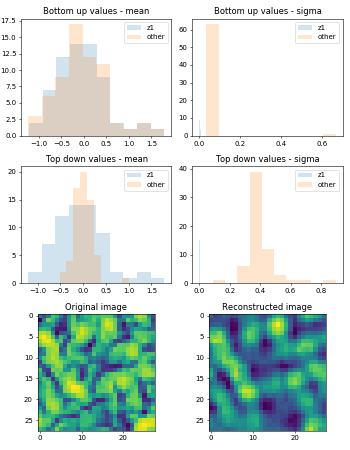 Bottom up values - mean
17.5
15.0
12.5
10.0
7.5
5.0
2.5
0.0
−1.0 −0.5 0.0 0.5 1.0 1.5
z1
other
Bottom up values - sigma
60
50
40
30
20
10
0
0.0 0.2 0.4 0.6
z1
other
Top down values - mean
20
15
10
5
0
−1.0 −0.5 0.0 0.5 1.0 1.5
z1
other
Top down values - sigma
40
30
20
10
0
0.0 0.2 0.4 0.6 0.8
z1
other
Original image
0
5
10
15
20
25
0 10 20
Reconstructed image
0
5
10
15
20
25
0 10 20